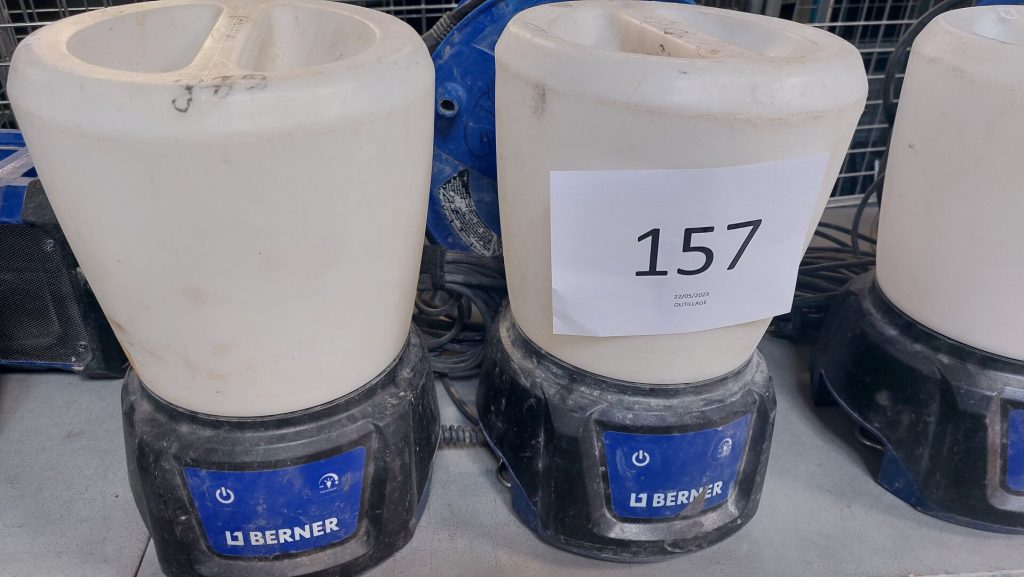 157
22/05/2023
OUTILLAGE
BERNER
BERNER